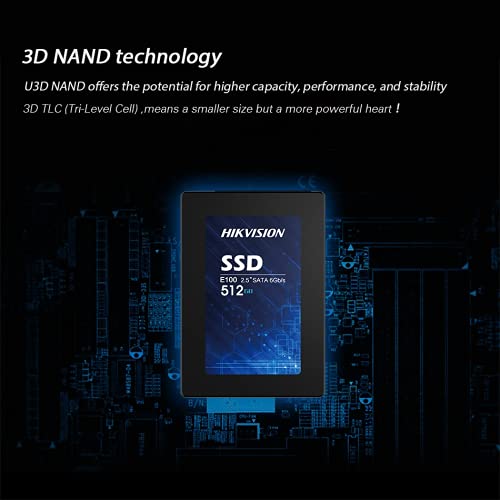 3D NAND technology
U3D NAND offers the potential for higher capacity, performance, and stability
3D TLC (Tri-Level Cell) ,means a smaller size but a more powerful heart !
HIKVISION
SSD
E100 2.5" SATA 6Gb/s
512 GB